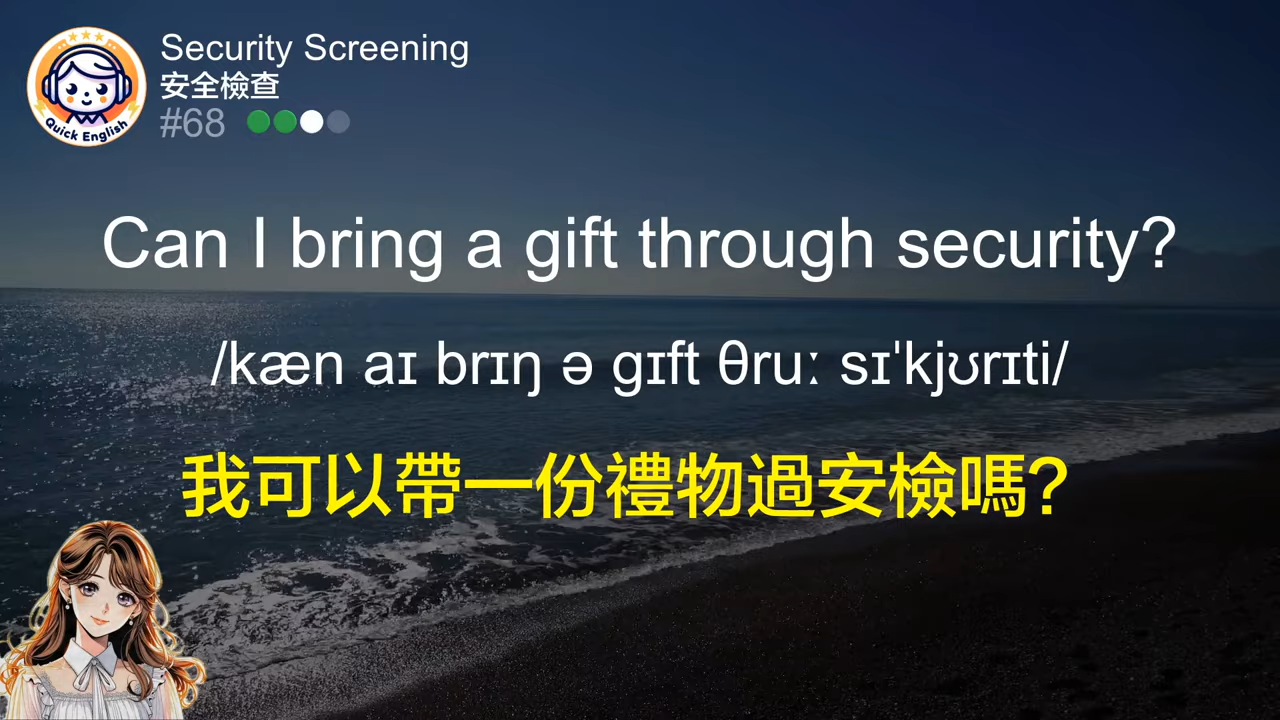 Security Screening
安全檢查
#68
Quick English
Can I bring a gift through security?
/kæn aɪ brɪŋ ə gɪft θruː sɪˈkjʊrɪti/
我可以帶一份禮物過安檢嗎?